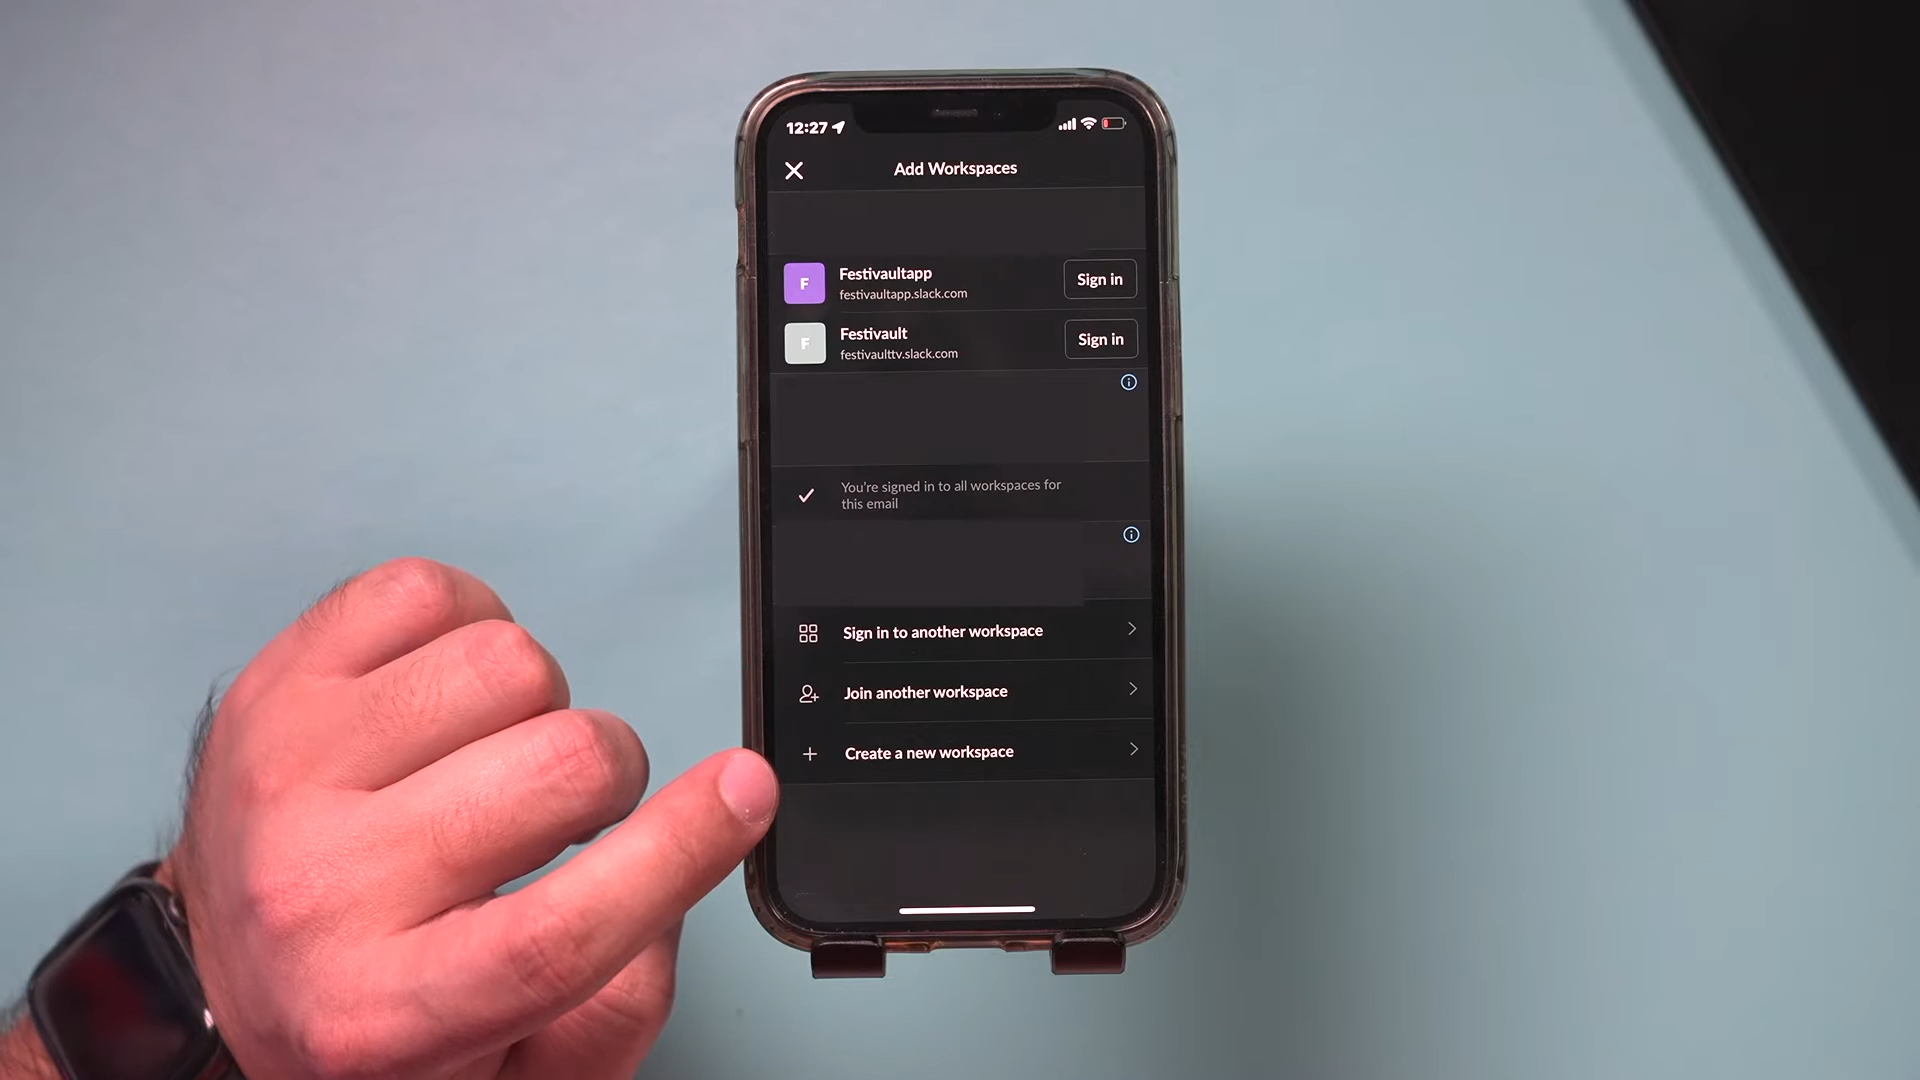 12:27
Add Workspaces
F
Festivaultapp
festivaultapp.slack.com
Sign in
F
Festivault
festivaulttv.slack.com
Sign in
You're signed in to all workspaces for
this email
Sign in to another workspace
Join another workspace
Create a new workspace